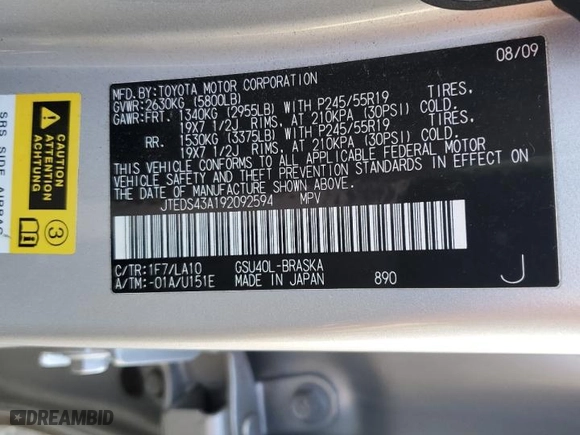 08/09
MFD.BY:TOYOTA MOTOR CORPORATION
GVWR:2630KG (5800LB)
GAWR:FRT. 1340KG (2955LB) WITH P245/55R19 TIRES.
19X7 1/2J RIMS. AT 210KPA (30PSI) COLD.
RR. 1530KG (3375LB) WITH P245/55R19 TIRES.
19X7 1/2J RIMS. AT 210KPA (30PSI) COLD.
THIS VEHICLE CONFORMS TO ALL APPLICABLE FEDERAL MOTOR
VEHICLE SAFETY AND THEFT PREVENTION STANDARDS IN EFFECT ON
THE DATE OF MANUFACTURE SHOWN ABOVE.
JTEDS43A192092594 MPV
C/TR:1F7/LA10 GSU40L-BRASKA
A/TM:-01A/U151E MADE IN JAPAN 890
J
SRS SIDE AIRBAG
CAUTION
ACHTUNG
3
DREAMBID